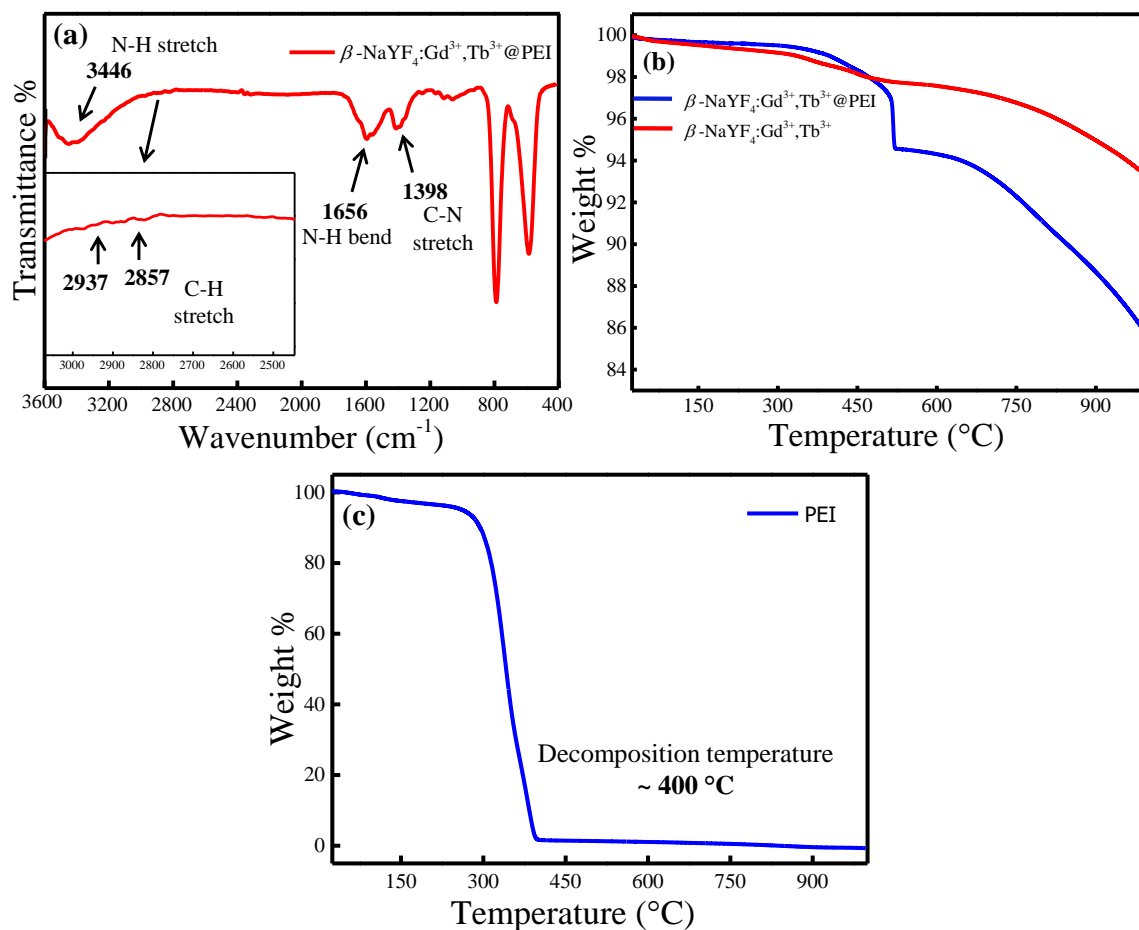 (a)
N-H stretch
3446
β-NaYF₄:Gd³⁺,Tb³⁺@PEI
1656
N-H bend
1398
C-N
stretch
2937
2857
C-H
stretch
3000 2900 2800 2700 2600 2500
Transmittance %
3600 3200 2800 2400 2000 1600 1200 800 400
Wavenumber (cm⁻¹)
(b)
β-NaYF₄:Gd³⁺,Tb³⁺@PEI
β-NaYF₄:Gd³⁺,Tb³⁺
100
98
96
94
92
90
88
86
84
Weight %
150 300 450 600 750 900
Temperature (°C)
(c)
PEI
Decomposition temperature
~ 400 °C
100
80
60
40
20
0
Weight %
150 300 450 600 750 900
Temperature (°C)